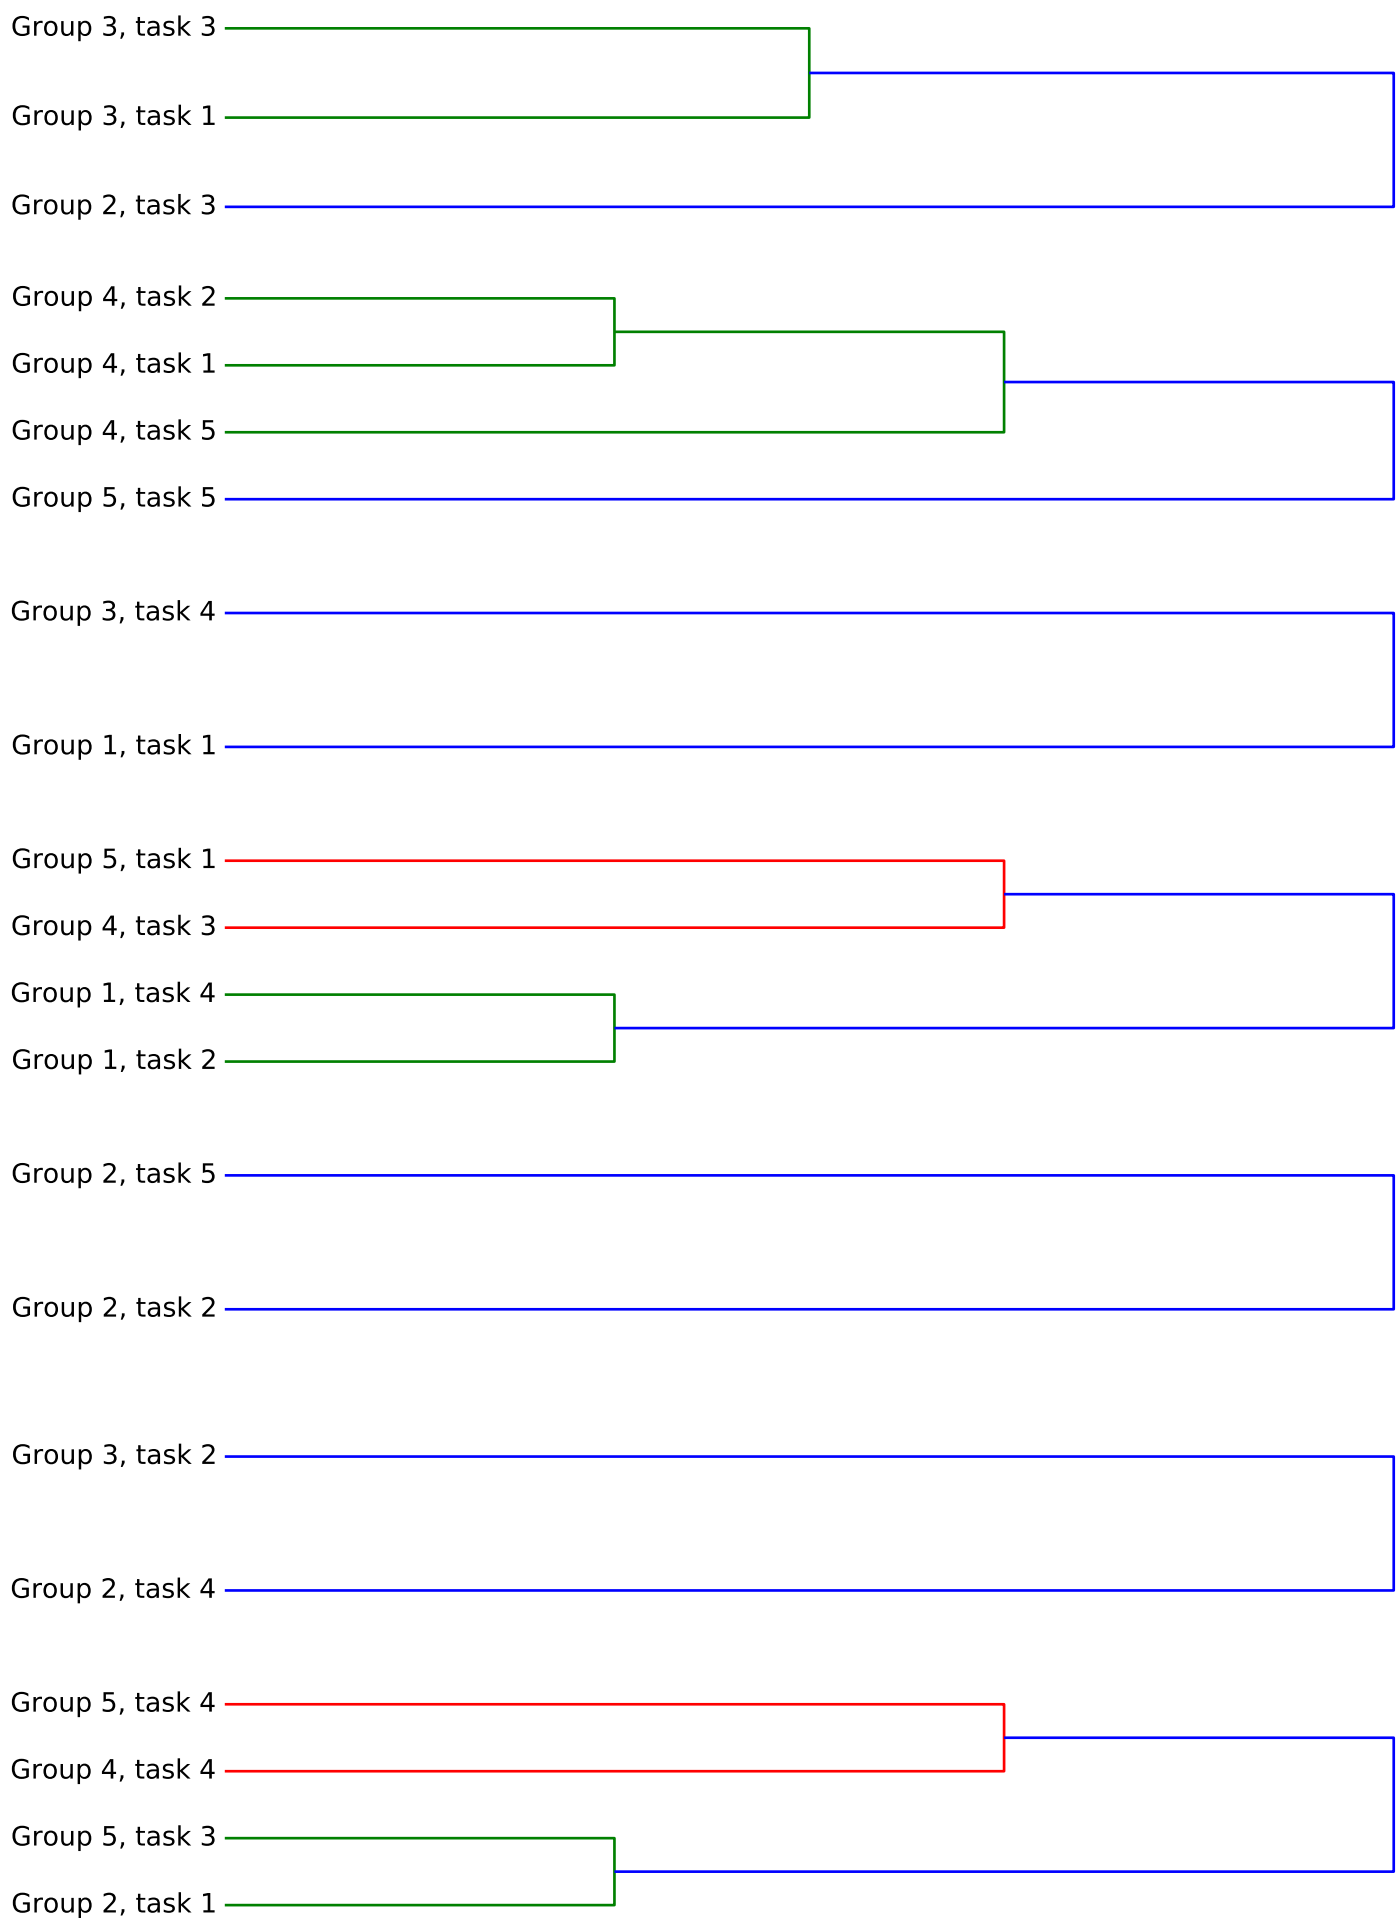 Group 3, task 3
Group 3, task 1
Group 2, task 3
Group 4, task 2
Group 4, task 1
Group 4, task 5
Group 5, task 5
Group 3, task 4
Group 1, task 1
Group 5, task 1
Group 4, task 3
Group 1, task 4
Group 1, task 2
Group 2, task 5
Group 2, task 2
Group 3, task 2
Group 2, task 4
Group 5, task 4
Group 4, task 4
Group 5, task 3
Group 2, task 1